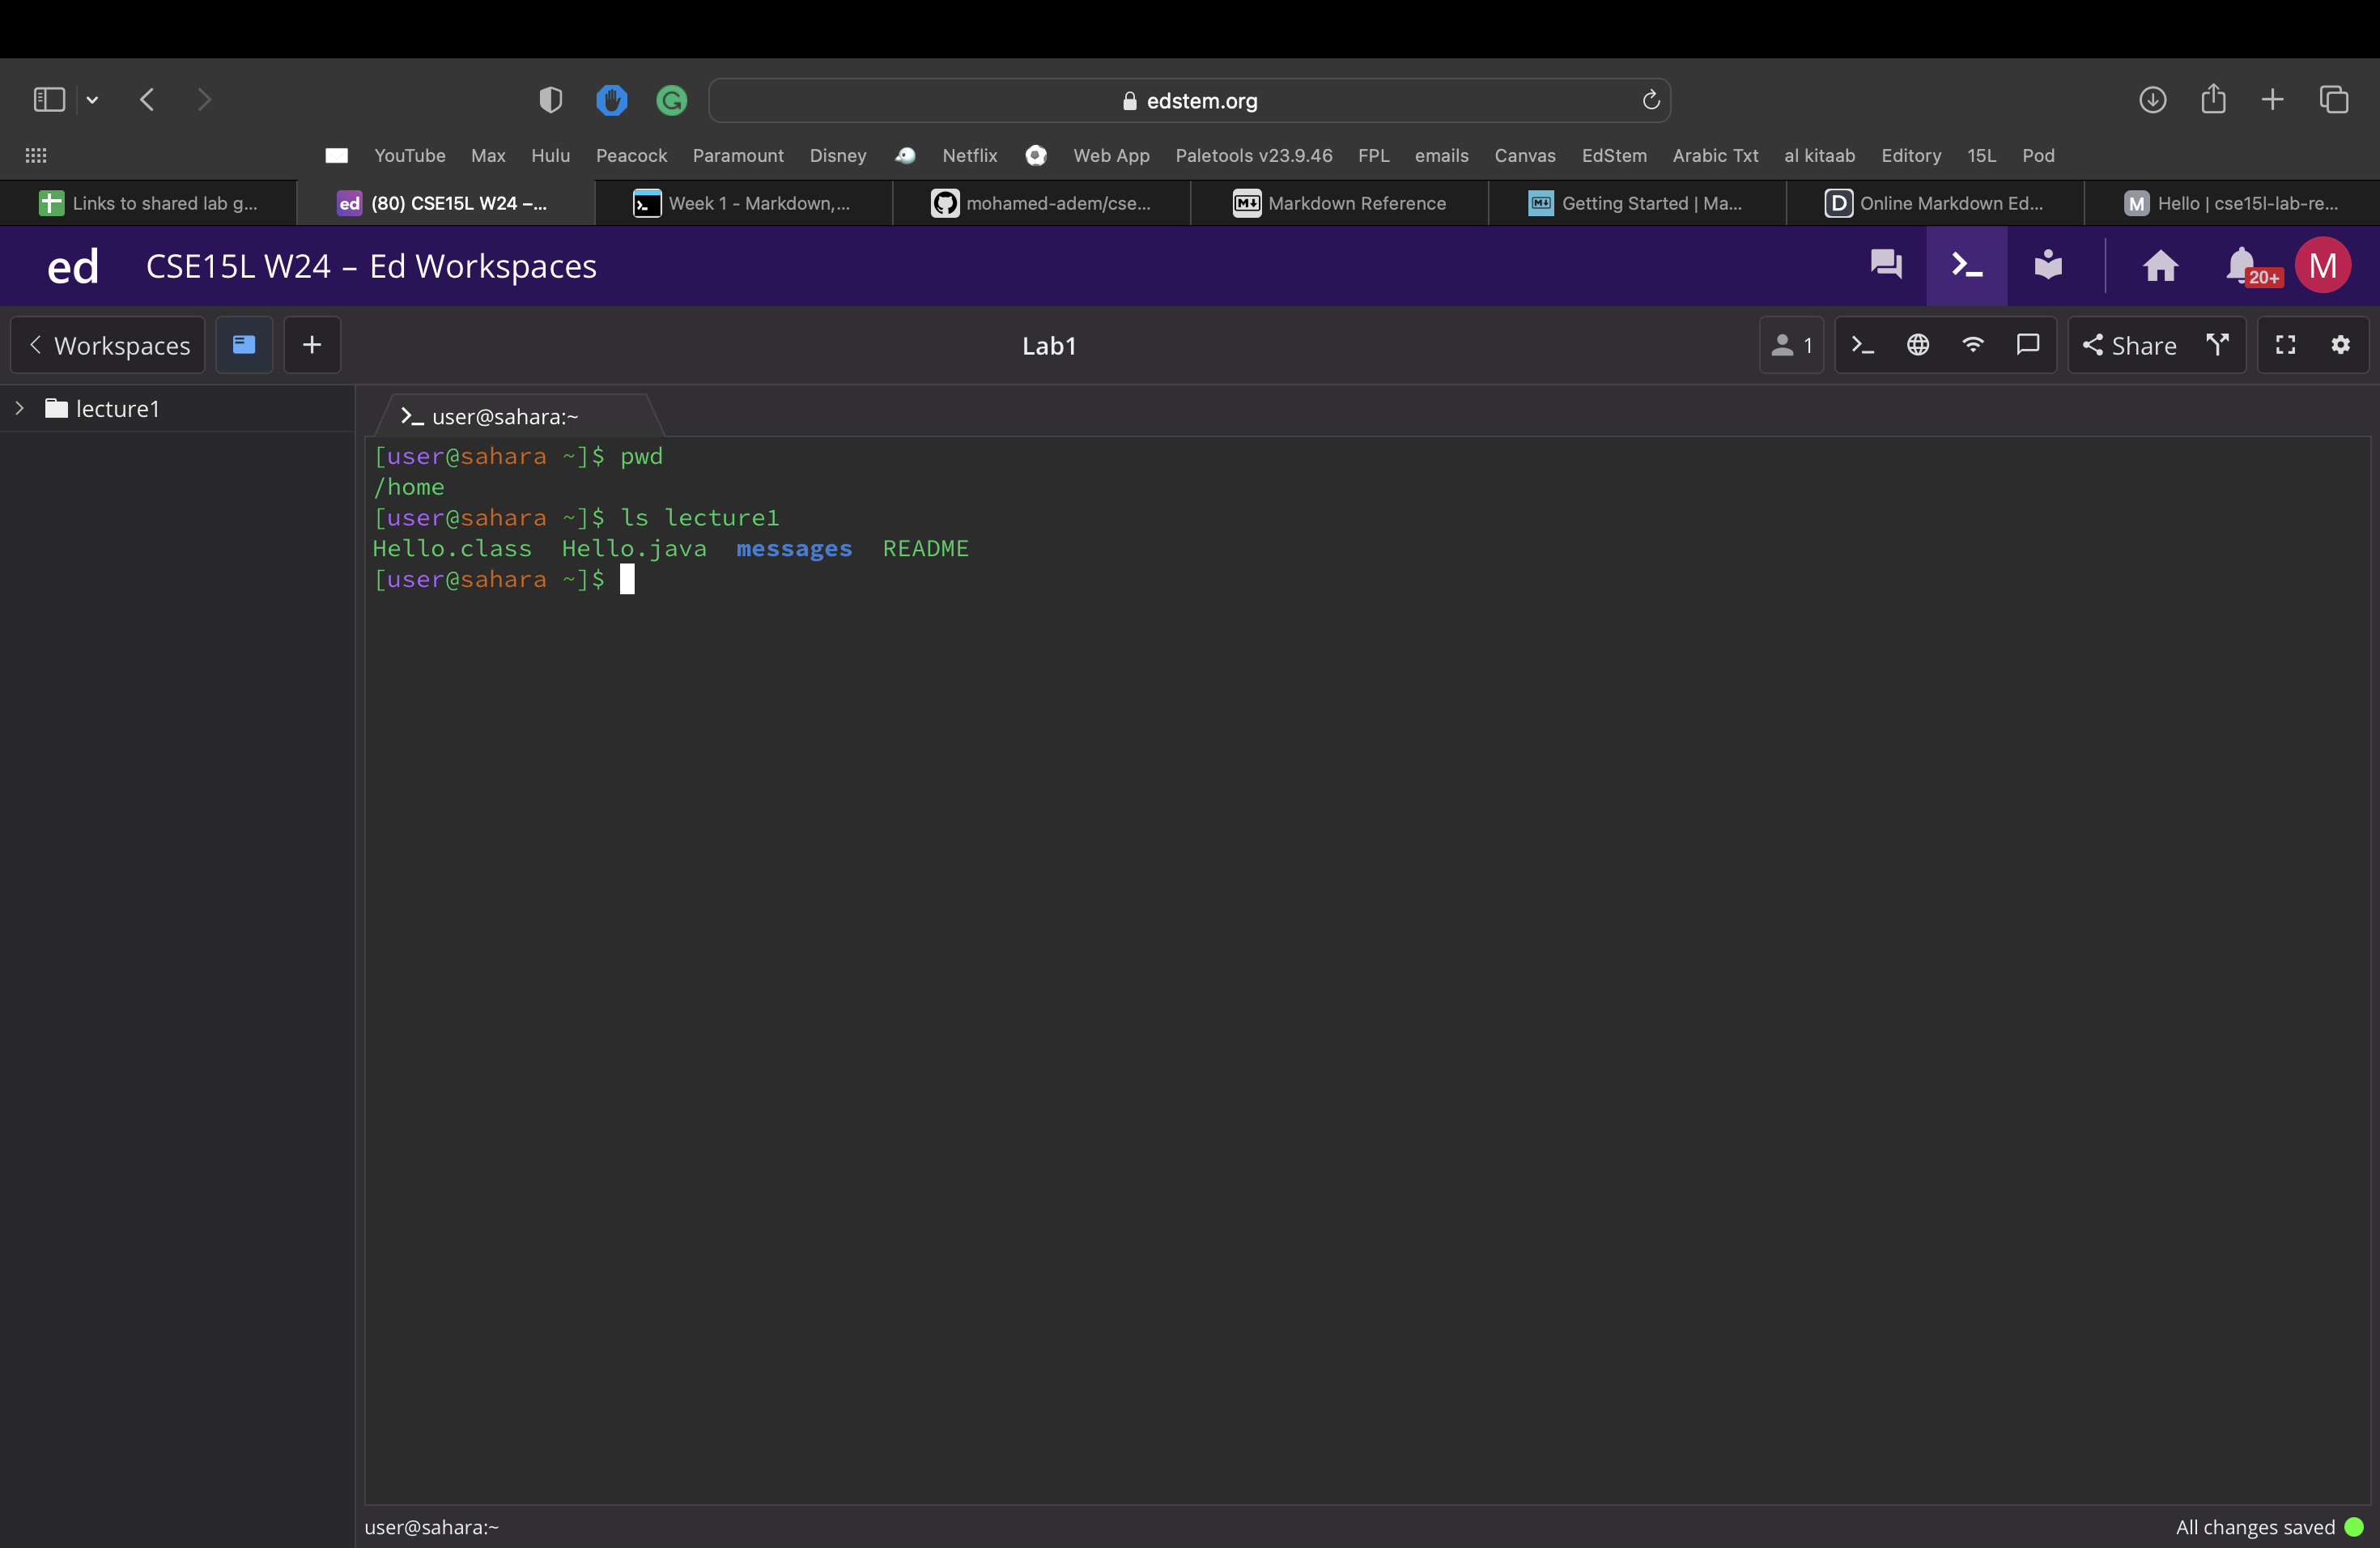 edstem.org
YouTube Max Hulu Peacock Paramount Disney Netflix Web App Paletools v23.9.46 FPL emails Canvas EdStem Arabic Txt al kitaab Editory 15L Pod
Links to shared lab g... ed (80) CSE15L W24 –... Week 1 - Markdown,... mohamed-adem/cse... Markdown Reference Getting Started | Ma... D Online Markdown Ed... M Hello | cse15l-lab-re...
ed CSE15L W24 – Ed Workspaces 20+ M
Workspaces + Lab1 1 Share
lecture1
user@sahara:~
[user@sahara ~]$ pwd
/home
[user@sahara ~]$ ls lecture1
Hello.class Hello.java messages README
[user@sahara ~]$
user@sahara:~ All changes saved